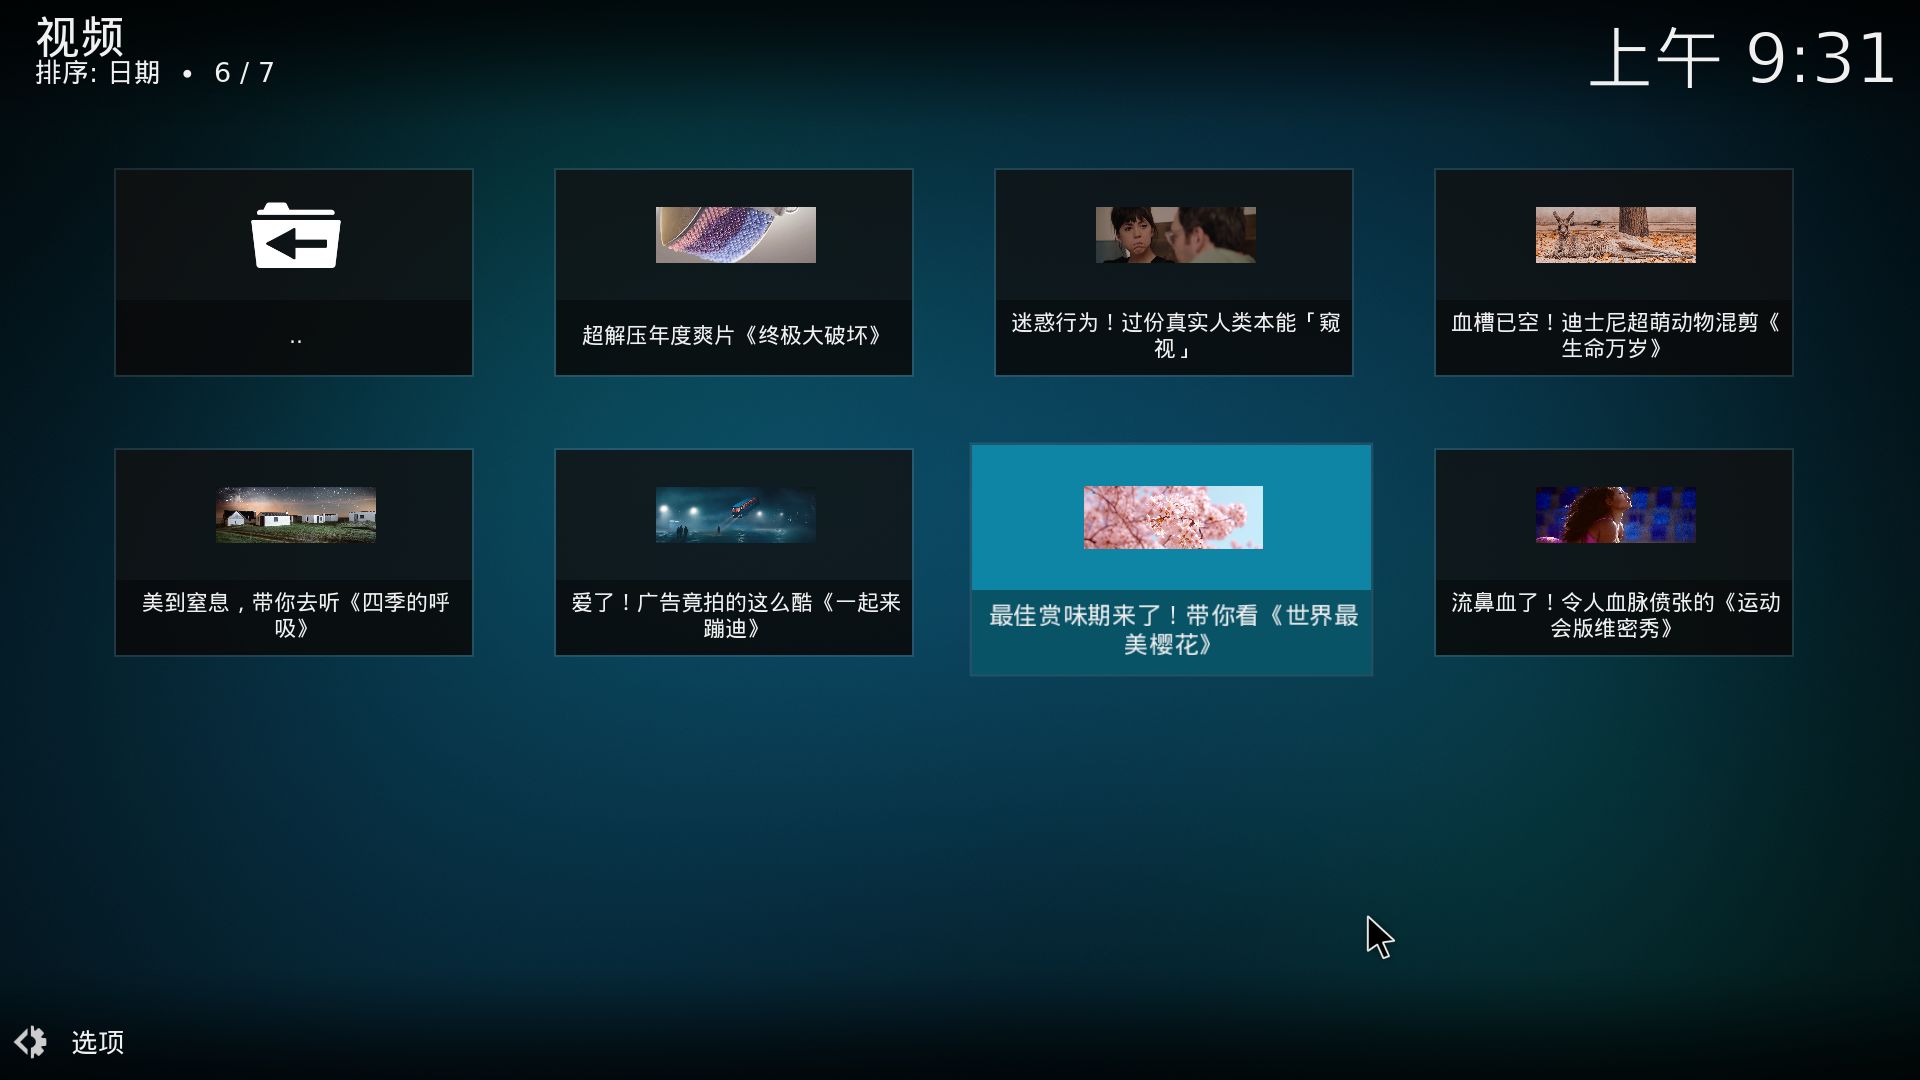 视频
排序: 日期 • 6 / 7
上午 9:31
..
超解压年度爽片《终极大破坏》
迷惑行为！过份真实人类本能「窥
视」
血槽已空！迪士尼超萌动物混剪《
生命万岁》
美到窒息，带你去听《四季的呼
吸》
爱了！广告竟拍的这么酷《一起来
蹦迪》
最佳赏味期来了！带你看《世界最
美樱花》
流鼻血了！令人血脉偾张的《运动
会版维密秀》
选项